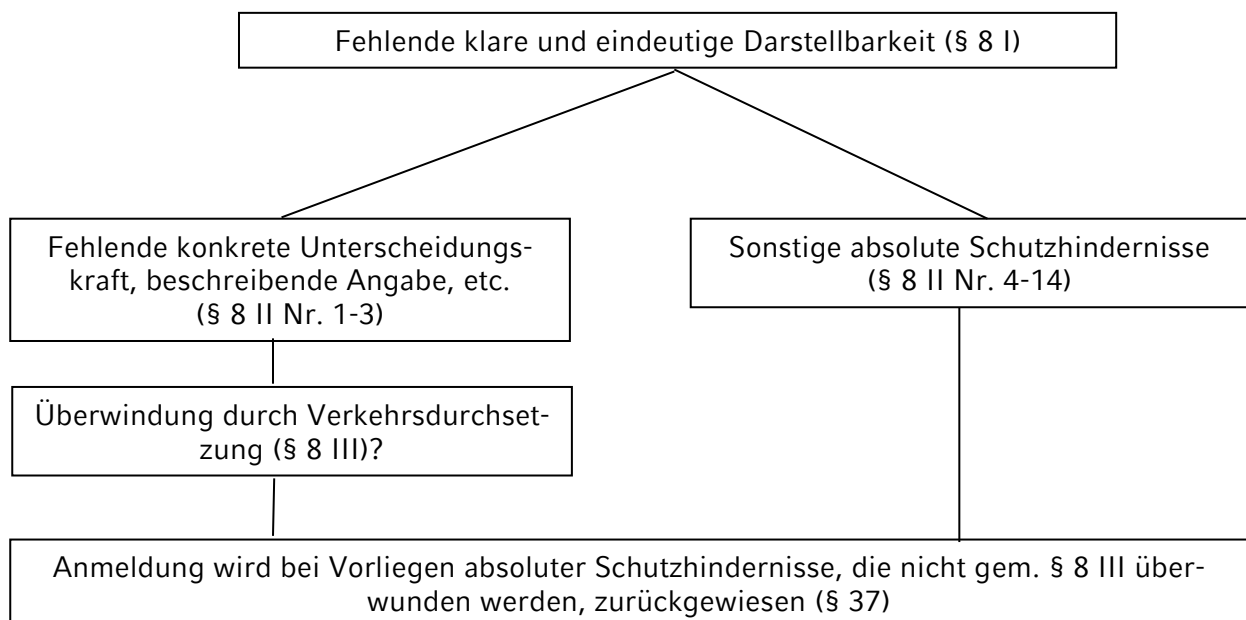 Fehlende klare und eindeutige Darstellbarkeit (§ 8 I)
Fehlende konkrete Unterscheidungs-
kraft, beschreibende Angabe, etc.
(§ 8 II Nr. 1-3)
Sonstige absolute Schutzhindernisse
(§ 8 II Nr. 4-14)
Überwindung durch Verkehrsdurchset-
zung (§ 8 III)?
Anmeldung wird bei Vorliegen absoluter Schutzhindernisse, die nicht gem. § 8 III über-
wunden werden, zurückgewiesen (§ 37)